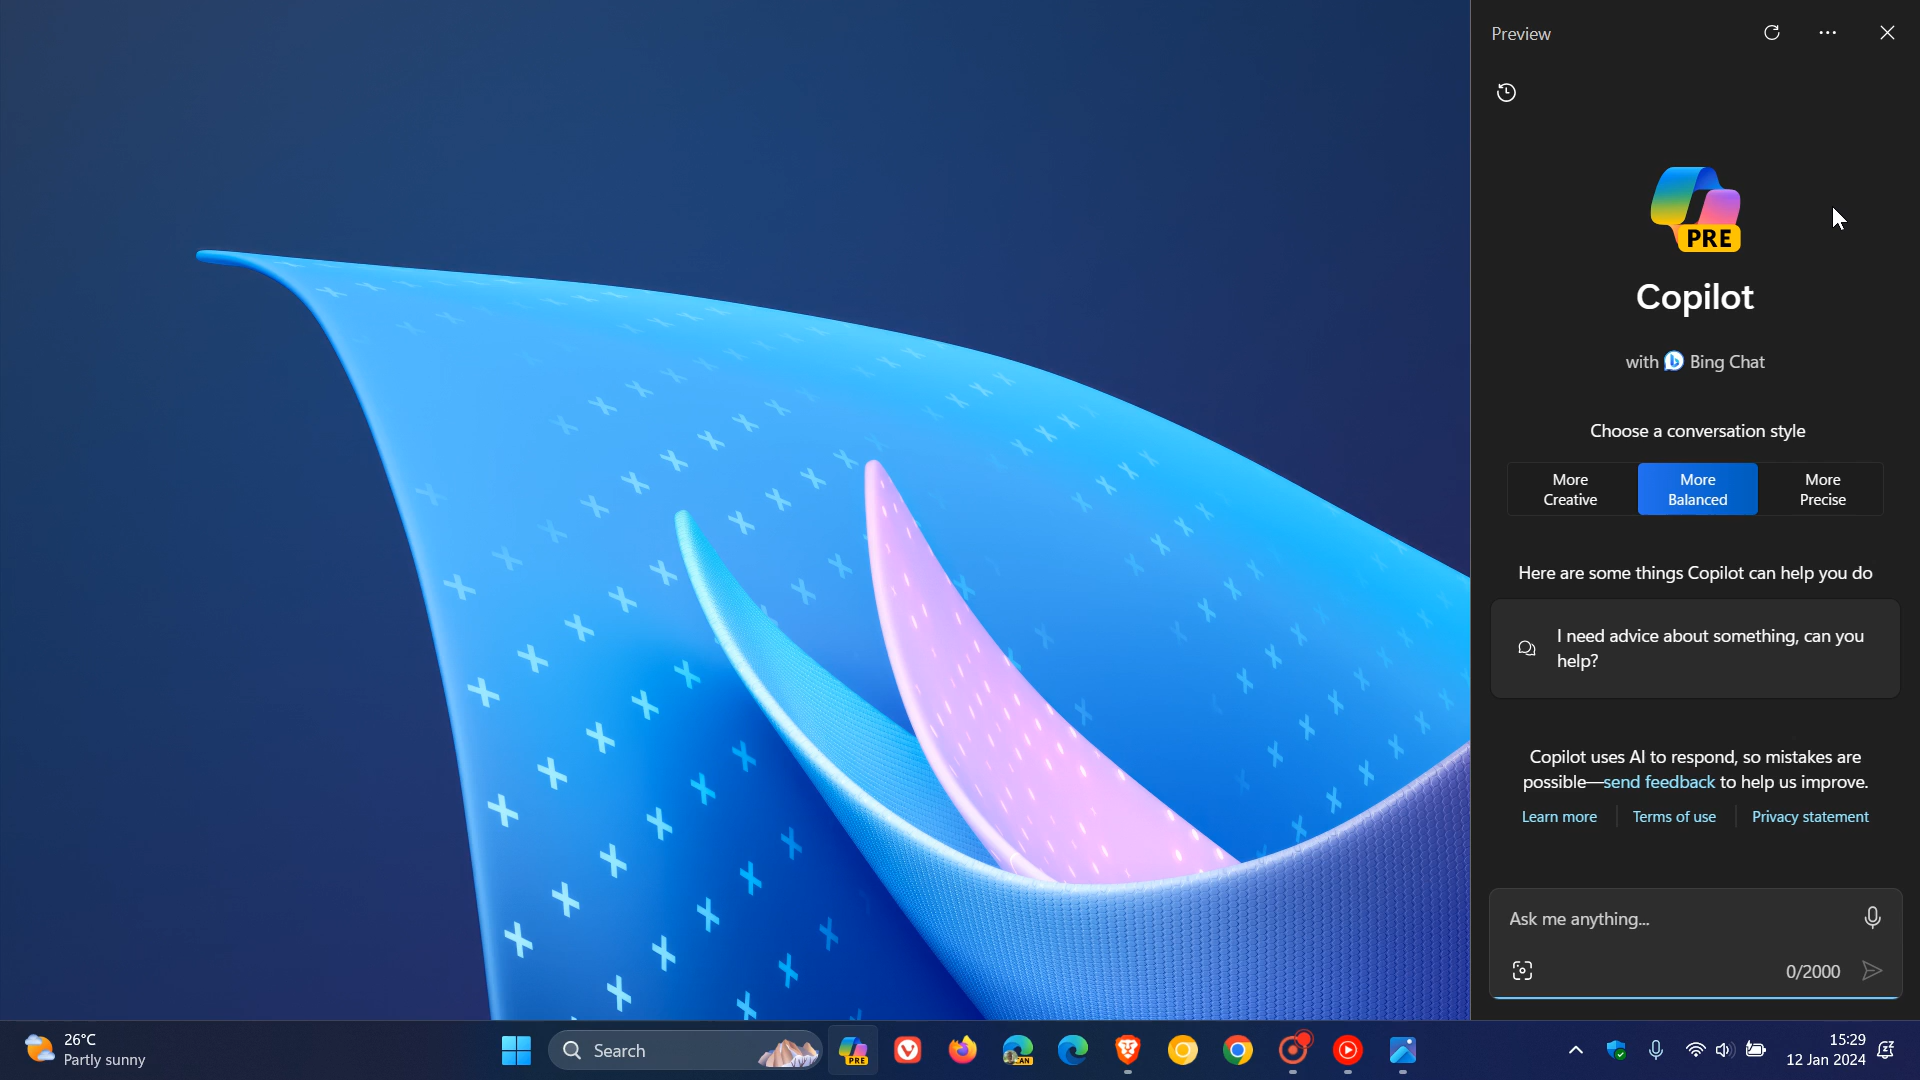 Preview
PRE
Copilot
with Bing Chat
Choose a conversation style
More
Creative
More
Balanced
More
Precise
Here are some things Copilot can help you do
I need advice about something, can you
help?
Copilot uses AI to respond, so mistakes are
possible—send feedback to help us improve.
Learn more
Terms of use
Privacy statement
Ask me anything...
0/2000
26°C
Partly sunny
Search
PRE
CAN
15:29
12 Jan 2024